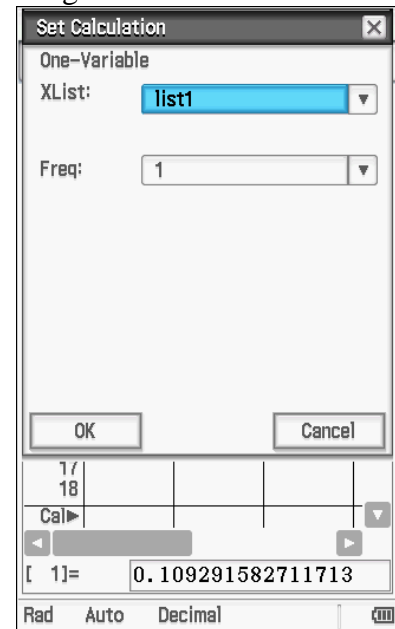 Set Calculation
One-Variable
XList: list1
Freq: 1
OK Cancel
17
18
Cal▶
[ 1]= 0.109291582711713
Rad Auto Decimal